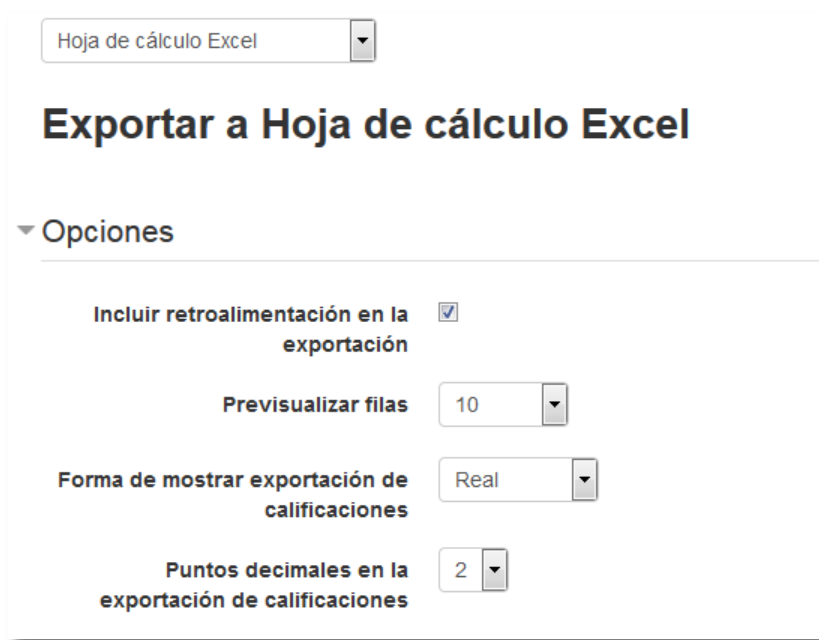 Hoja de cálculo Excel
Exportar a Hoja de cálculo Excel
Opciones
Incluir retroalimentación en la
exportación
Previsualizar filas
10
Forma de mostrar exportación de
calificaciones
Real
Puntos decimales en la
exportación de calificaciones
2